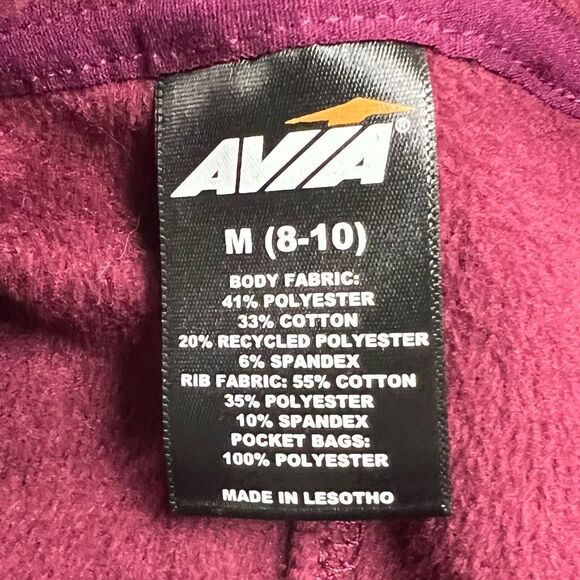 AVIA®
M (8-10)
BODY FABRIC:
41% POLYESTER
33% COTTON
20% RECYCLED POLYESTER
6% SPANDEX
RIB FABRIC: 55% COTTON
35% POLYESTER
10% SPANDEX
POCKET BAGS:
100% POLYESTER
MADE IN LESOTHO